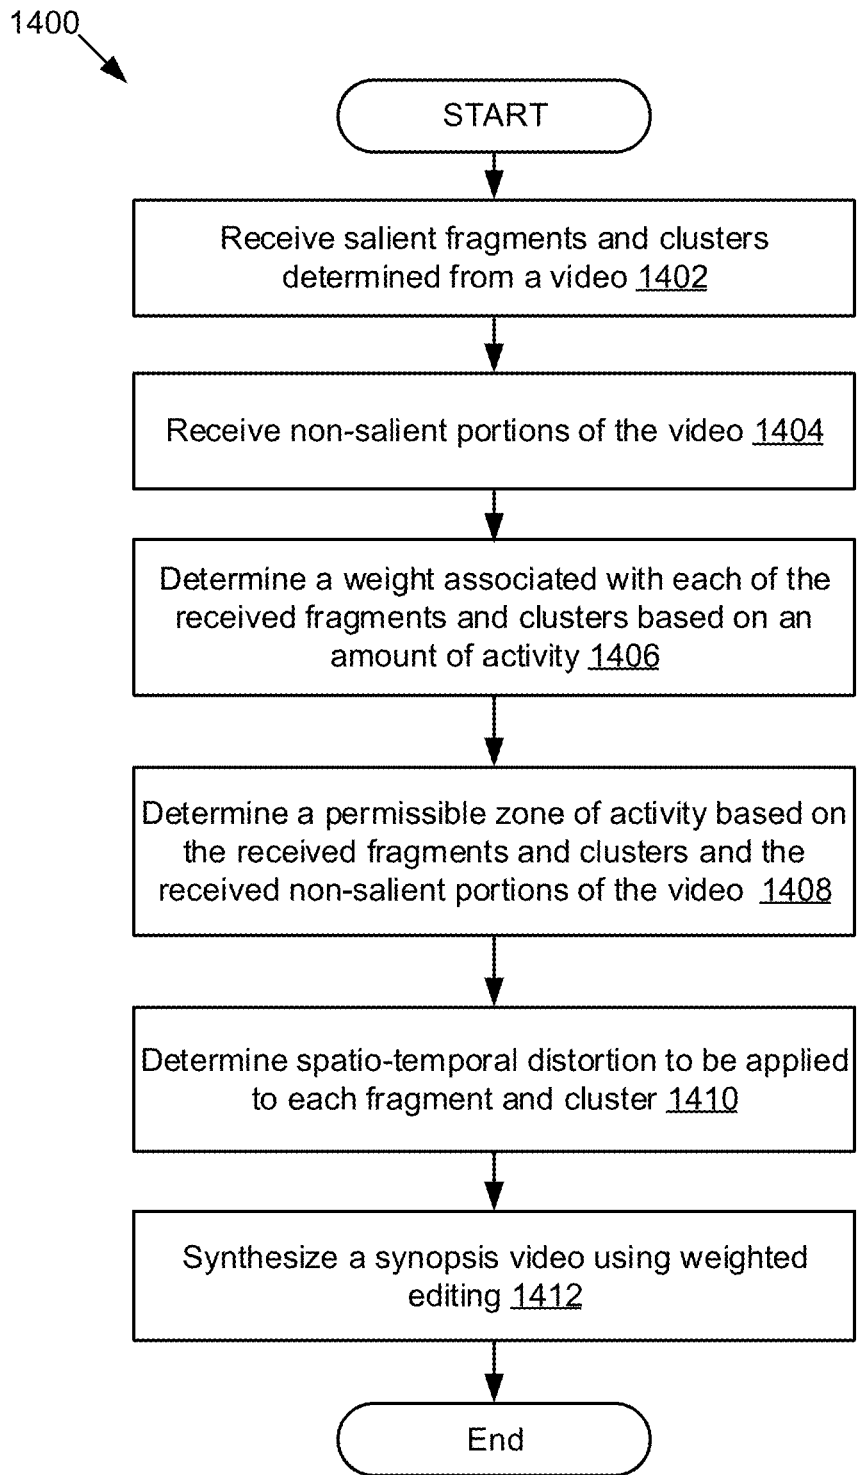 1400
START
Receive salient fragments and clusters
determined from a video 1402
Receive non-salient portions of the video 1404
Determine a weight associated with each of the
received fragments and clusters based on an
amount of activity 1406
Determine a permissible zone of activity based on
the received fragments and clusters and the
received non-salient portions of the video 1408
Determine spatio-temporal distortion to be applied
to each fragment and cluster 1410
Synthesize a synopsis video using weighted
editing 1412
End